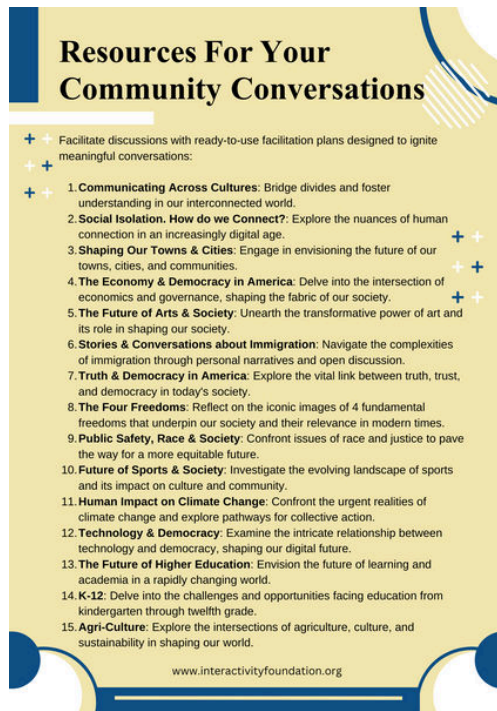 Resources For Your
Community Conversations
Facilitate discussions with ready-to-use facilitation plans designed to ignite
meaningful conversations:
1. Communicating Across Cultures: Bridge divides and foster
understanding in our interconnected world.
2. Social Isolation. How do we Connect?: Explore the nuances of human
connection in an increasingly digital age.
3. Shaping Our Towns & Cities: Engage in envisioning the future of our
towns, cities, and communities.
4. The Economy & Democracy in America: Delve into the intersection of
economics and governance, shaping the fabric of our society.
5. The Future of Arts & Society: Unearth the transformative power of art and
its role in shaping our society.
6. Stories & Conversations about Immigration: Navigate the complexities
of immigration through personal narratives and open discussion.
7. Truth & Democracy in America: Explore the vital link between truth, trust,
and democracy in today's society.
8. The Four Freedoms: Reflect on the iconic images of 4 fundamental
freedoms that underpin our society and their relevance in modern times.
9. Public Safety, Race & Society: Confront issues of race and justice to pave
the way for a more equitable future.
10. Future of Sports & Society: Investigate the evolving landscape of sports
and its impact on culture and community.
11. Human Impact on Climate Change: Confront the urgent realities of
climate change and explore pathways for collective action.
12. Technology & Democracy: Examine the intricate relationship between
technology and democracy, shaping our digital future.
13. The Future of Higher Education: Envision the future of learning and
academia in a rapidly changing world.
14. K-12: Delve into the challenges and opportunities facing education from
kindergarten through twelfth grade.
15. Agri-Culture: Explore the intersections of agriculture, culture, and
sustainability in shaping our world.
www.interactivityfoundation.org